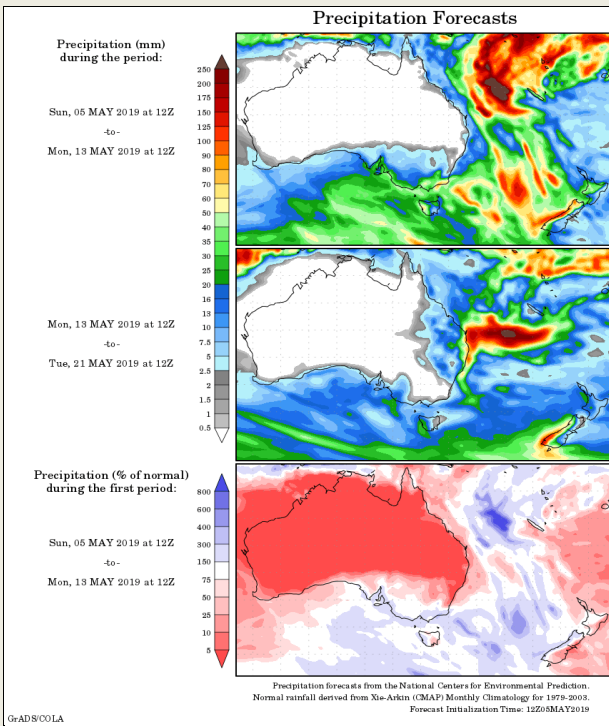 Precipitation Forecasts
Precipitation (mm)
during the period:
Sun, 05 MAY 2019 at 12Z
-to-
Mon, 13 MAY 2019 at 12Z
250
200
175
150
125
100
90
80
70
60
50
40
35
30
25
20
16
13
10
7.5
5
2.5
2
1.5
1
0.5
Mon, 13 MAY 2019 at 12Z
-to-
Tue, 21 MAY 2019 at 12Z
Precipitation (% of normal)
during the first period:
Sun, 05 MAY 2019 at 12Z
-to-
Mon, 13 MAY 2019 at 12Z
800
600
400
300
150
75
50
25
10
5
Precipitation forecasts from the National Centers for Environmental Prediction.
Normal rainfall derived from Xie-Arkin (CMAP) Monthly Climatology for 1979-2003.
Forecast Initialization Time: 12Z05MAY2019
GrADS/COLA